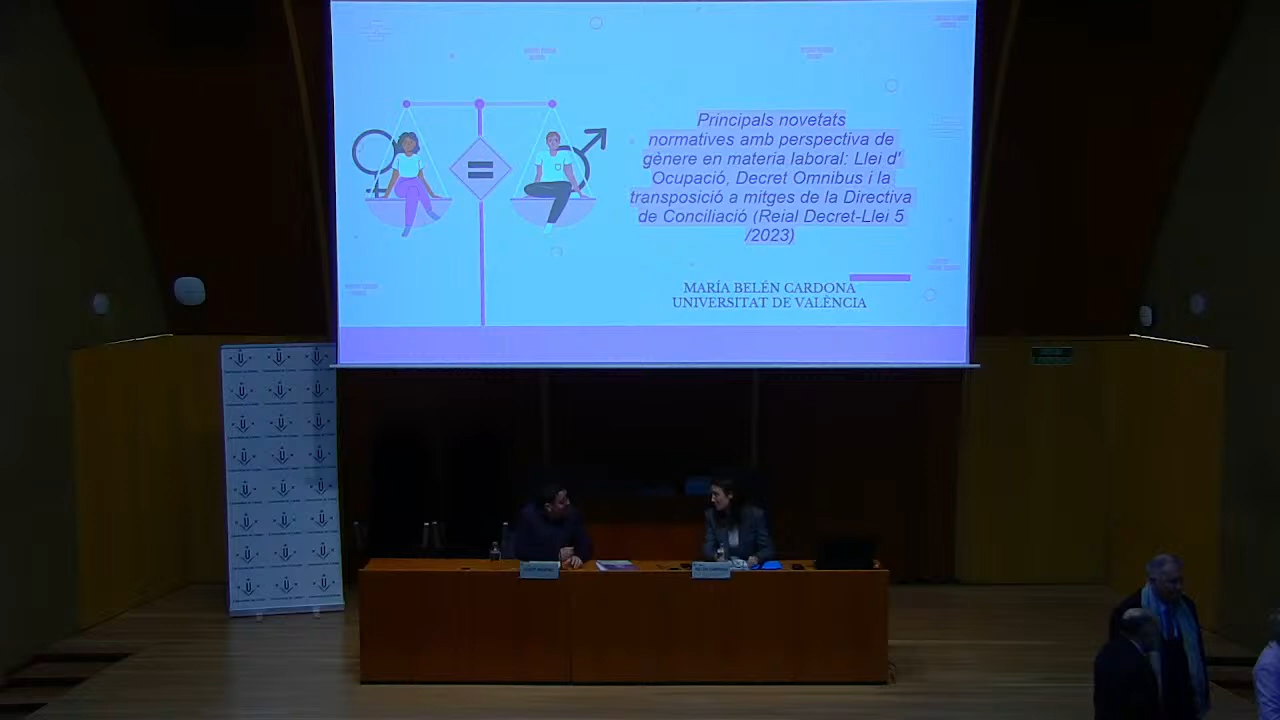 Principals novetats
normatives amb perspectiva de
gènere en materia laboral: Llei d'
Ocupació, Decret Omnibus i la
transposició a mitges de la Directiva
de Conciliació (Reial Decret-Llei 5
/2023)
MARÍA BELÉN CARDONA
UNIVERSITAT DE VALÈNCIA